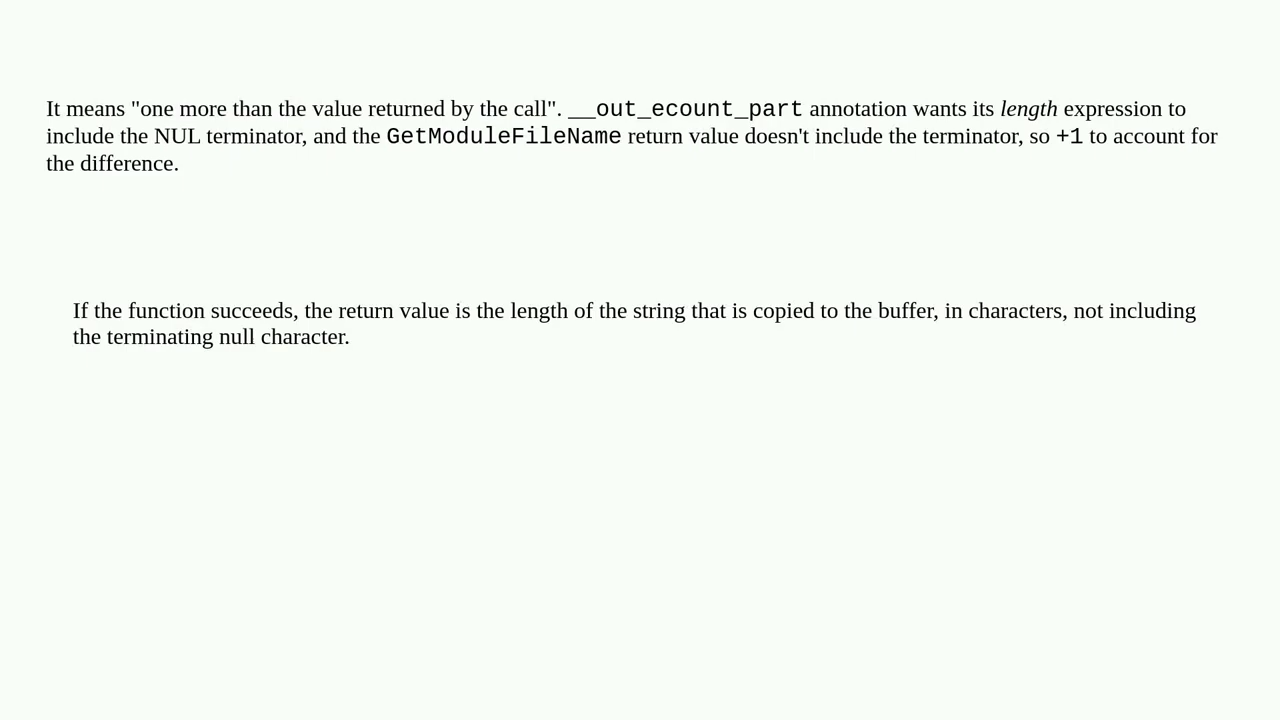 It means "one more than the value returned by the call". __out_ecount_part annotation wants its length expression to
include the NUL terminator, and the GetModuleFileName return value doesn't include the terminator, so +1 to account for
the difference.
If the function succeeds, the return value is the length of the string that is copied to the buffer, in characters, not including
the terminating null character.